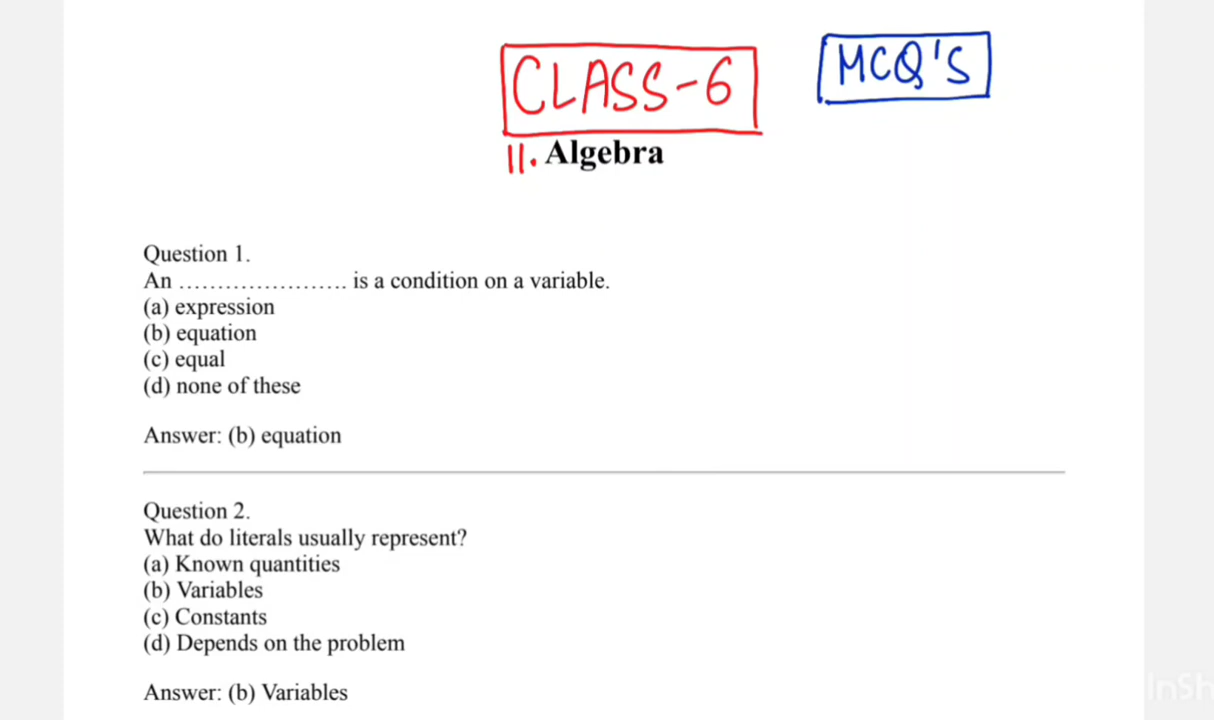 CLASS-6
MCQ'S
11. Algebra
Question 1.
An ...................... is a condition on a variable.
(a) expression
(b) equation
(c) equal
(d) none of these
Answer: (b) equation
Question 2.
What do literals usually represent?
(a) Known quantities
(b) Variables
(c) Constants
(d) Depends on the problem
Answer: (b) Variables
InSh